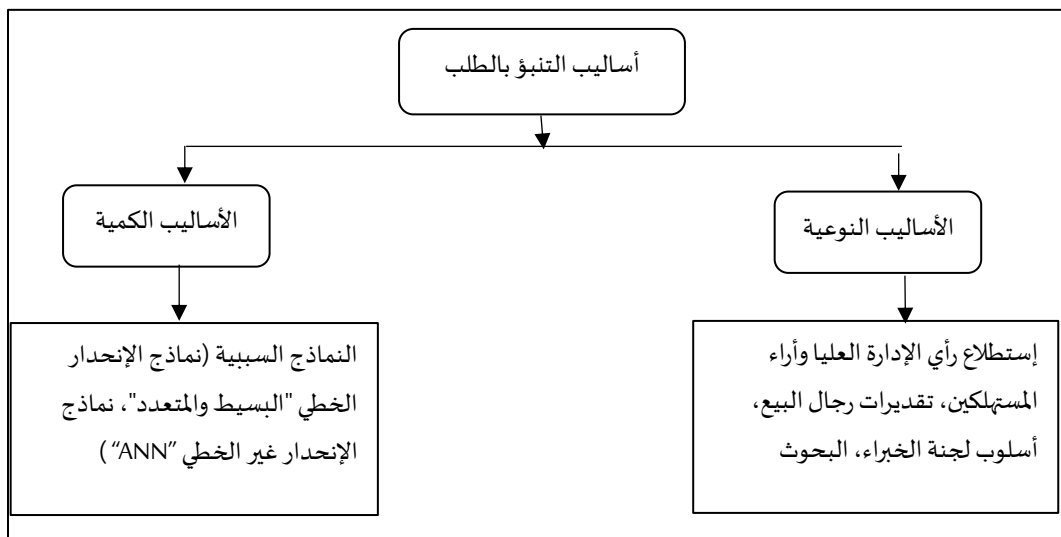 أساليب التنبؤ بالطلب
الأساليب النوعية
الأساليب الكمية
إستطلاع رأي الإدارة العليا وأراء
المستهلكين، تقديرات رجال البيع،
أسلوب لجنة الخبراء، البحوث
النماذج السببية (نماذج الإنحدار
الخطي "البسيط والمتعدد"، نماذج
الإنحدار غير الخطي "ANN" )